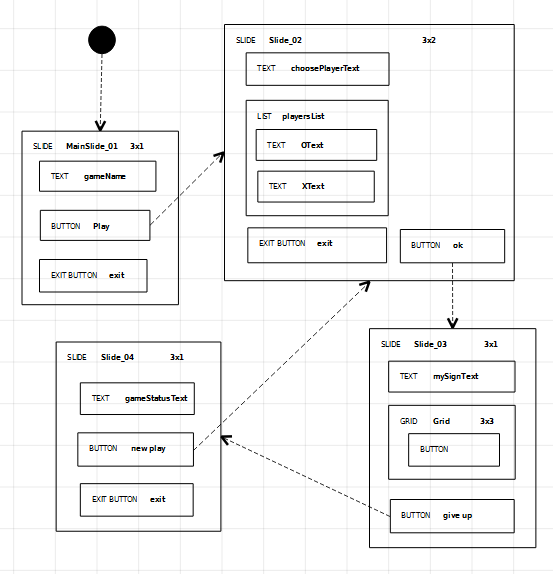 SLIDE Slide_02 3x2
TEXT choosePlayerText
LIST playersList
TEXT OText
TEXT XText
EXIT BUTTON exit
BUTTON ok
SLIDE MainSlide_01 3x1
TEXT gameName
BUTTON Play
EXIT BUTTON exit
SLIDE Slide_03 3x1
TEXT mySignText
GRID Grid 3x3
BUTTON
BUTTON give up
SLIDE Slide_04 3x1
TEXT gameStatusText
BUTTON new play
EXIT BUTTON exit